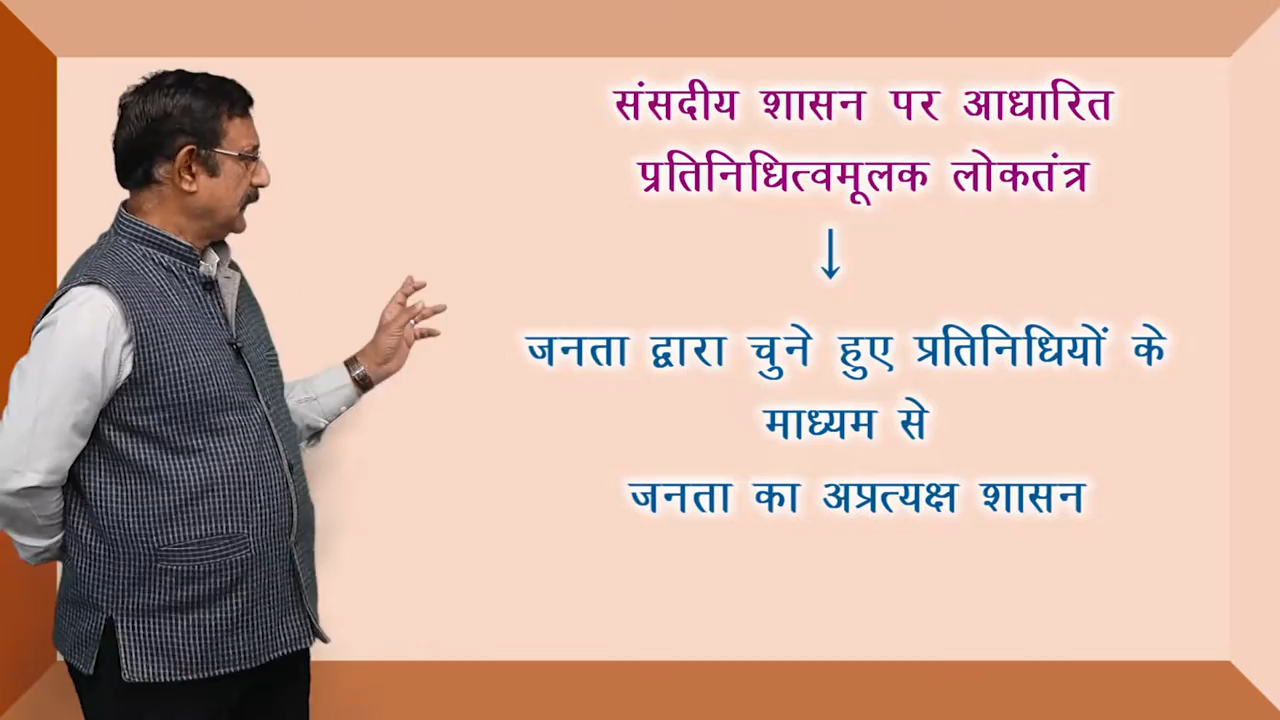 संसदीय शासन पर आधारित
प्रतिनिधित्वमूलक लोकतंत्र
↓
जनता द्वारा चुने हुए प्रतिनिधियों के
माध्यम से
जनता का अप्रत्यक्ष शासन